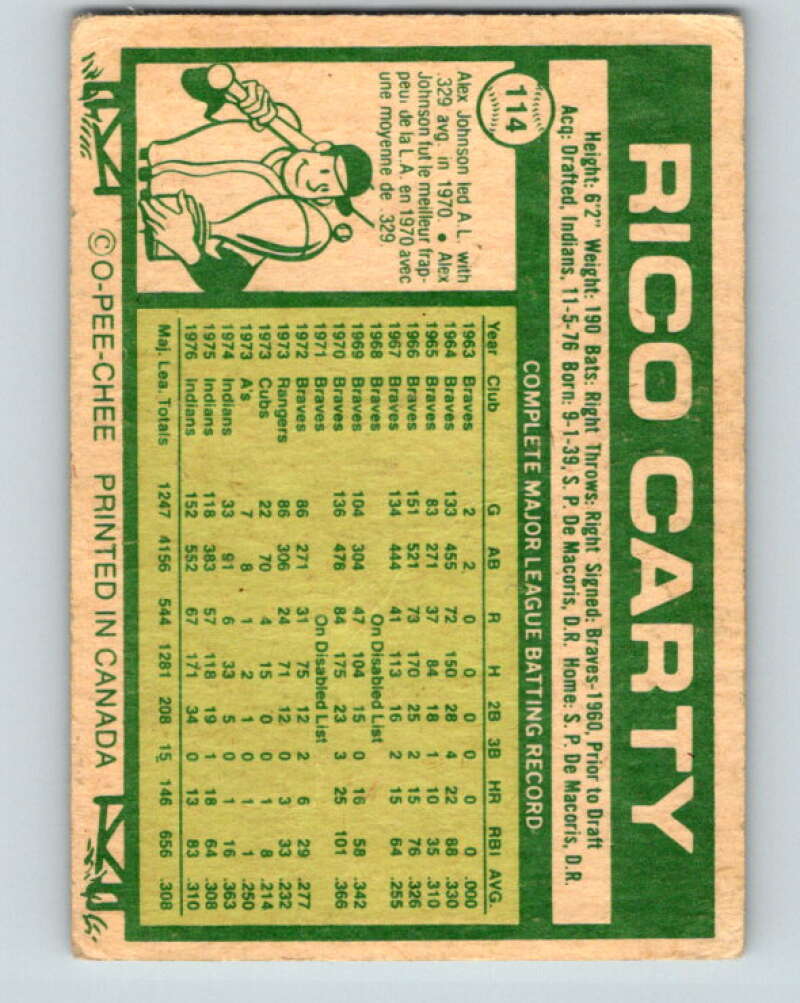 RICO CARTY
114
Height: 6'2" Weight: 190 Bats: Right Throws: Right Signed: Braves-1960, Prior to Draft
Acq: Drafted, Indians, 11-5-76 Born: 9-1-39, S. P. De Macoris, D.R. Home: S. P. De Macoris, D.R.
Alex Johnson led A.L. with
.329 avg. in 1970. • Alex
Johnson fut le meilleur frap-
peur de la L.A. en 1970 avec
une moyenne de .329
COMPLETE MAJOR LEAGUE BATTING RECORD
Year Club G AB R H 2B 3B HR RBI AVG.
1963 Braves 2 2 0 0 0 0 0 0 .000
1964 Braves 133 455 72 150 28 4 22 88 .330
1965 Braves 83 271 37 84 18 1 10 35 .310
1966 Braves 151 521 73 170 25 2 15 76 .326
1967 Braves 134 444 41 113 16 2 15 64 .255
1968 Braves On Disabled List
1969 Braves 104 304 47 104 15 0 16 58 .342
1970 Braves 136 478 84 175 23 3 25 101 .366
1971 Braves On Disabled List
1972 Braves 86 271 31 75 12 2 6 29 .277
1973 Rangers 86 306 24 71 12 0 3 33 .232
1973 Cubs 22 70 4 15 0 0 1 8 .214
1973 A's 7 8 1 2 1 0 1 1 .250
1974 Indians 33 91 6 33 5 0 1 16 .363
1975 Indians 118 383 57 118 19 1 18 64 .308
1976 Indians 152 552 67 171 34 0 13 83 .310
Maj. Lea. Totals 1247 4156 544 1281 208 15 146 656 .308
©O-PEE-CHEE PRINTED IN CANADA